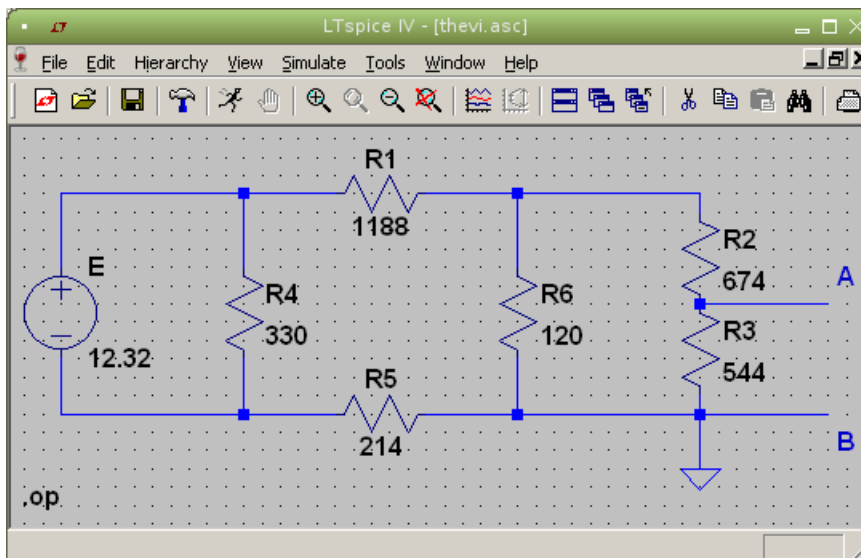 LTspice IV - [thevi.asc]
File Edit Hierarchy View Simulate Tools Window Help
R1
1188
E
12.32
R4
330
R6
120
R2
674
A
R3
544
R5
214
B
.op